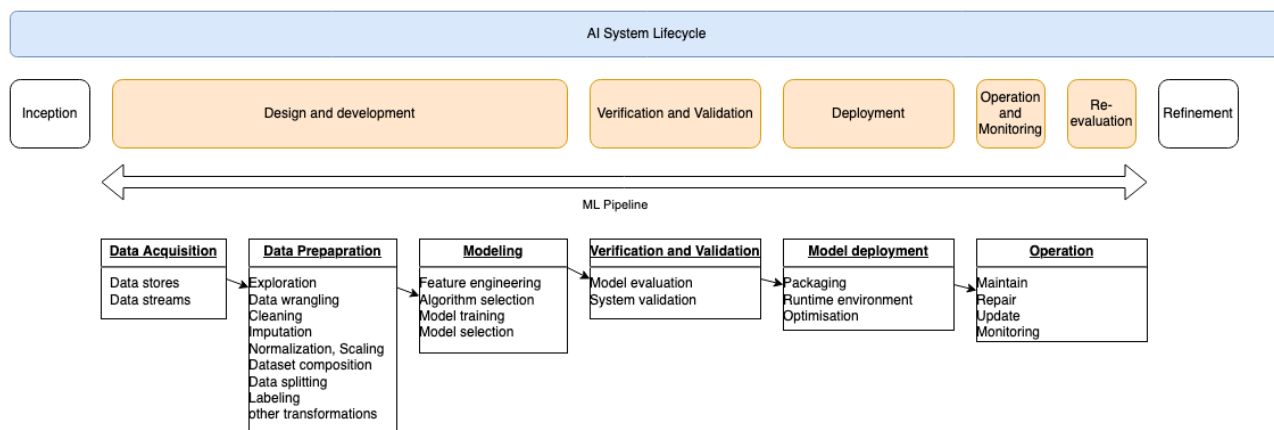 AI System Lifecycle
Inception
Design and development
Verification and Validation
Deployment
Operation
and
Monitoring
Re-
evaluation
Refinement
ML Pipeline
Data Acquisition
Data stores
Data streams
Data Prepapration
Exploration
Data wrangling
Cleaning
Imputation
Normalization, Scaling
Dataset composition
Data splitting
Labeling
other transformations
Modeling
Feature engineering
Algorithm selection
Model training
Model selection
Verification and Validation
Model evaluation
System validation
Model deployment
Packaging
Runtime environment
Optimisation
Operation
Maintain
Repair
Update
Monitoring